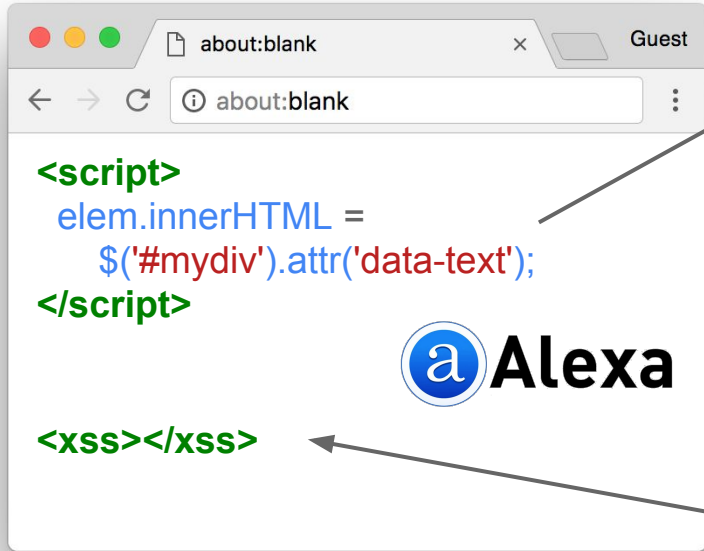 about:blank
Guest
about:blank
<script>
elem.innerHTML =
$('#mydiv').attr('data-text');
</script>
a Alexa
<xss></xss>